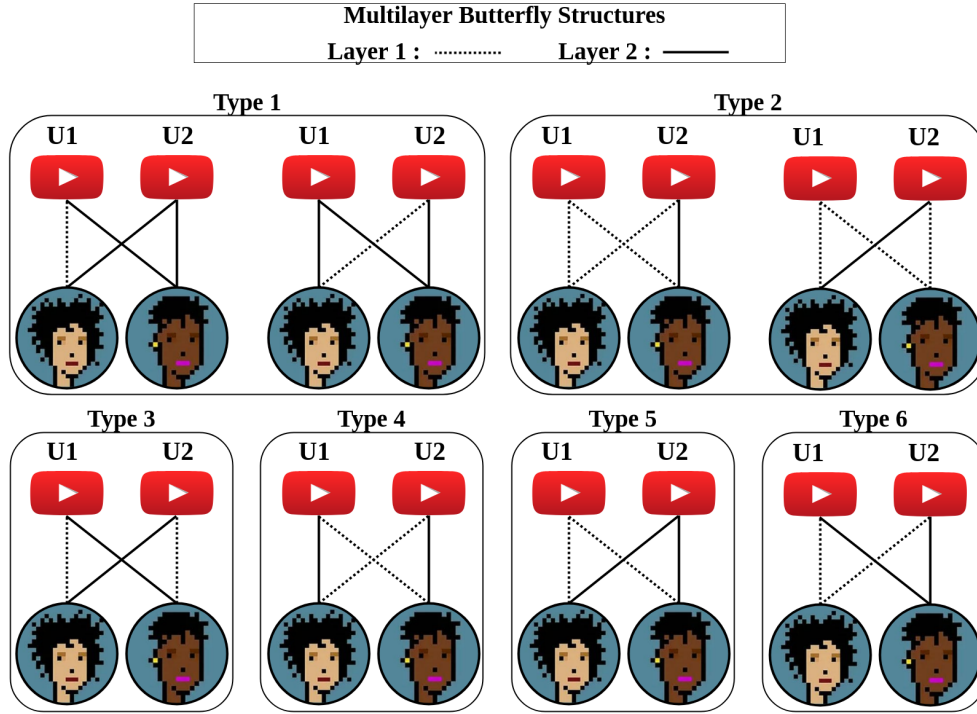 Multilayer Butterfly Structures
Layer 1 : Layer 2 :
Type 1 Type 2
U1 U2 U1 U2 U1 U2 U1 U2
Type 3 Type 4 Type 5 Type 6
U1 U2 U1 U2 U1 U2 U1 U2